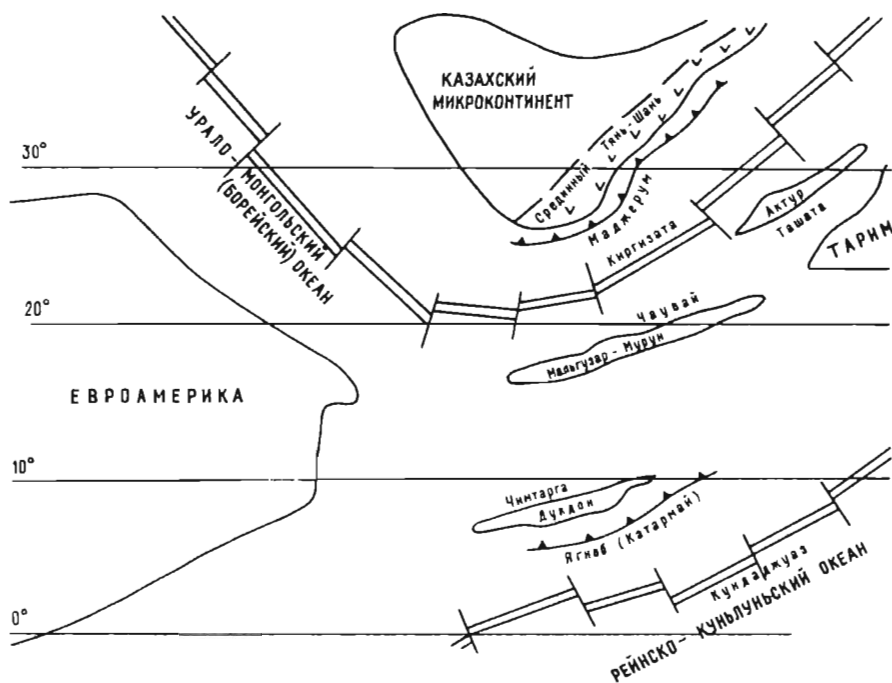 КАЗАХСКИЙ
МИКРОКОНТИНЕНТ
Срединный Тянь-Шань
УРАЛО-МОНГОЛЬСКИЙ
(БОРЕЙСКИЙ) ОКЕАН
30°
Маджерум
Киргизата
Актур
Ташата
ТАРИМ
20°
Чаувай
Мальгузар-Мурун
ЕВРОАМЕРИКА
10°
Чимтарга
Дукдон
Ягноб (Катармай)
Кундаджуаз
РЕЙНСКО-КУНЬЛУНЬСКИЙ ОКЕАН
0°